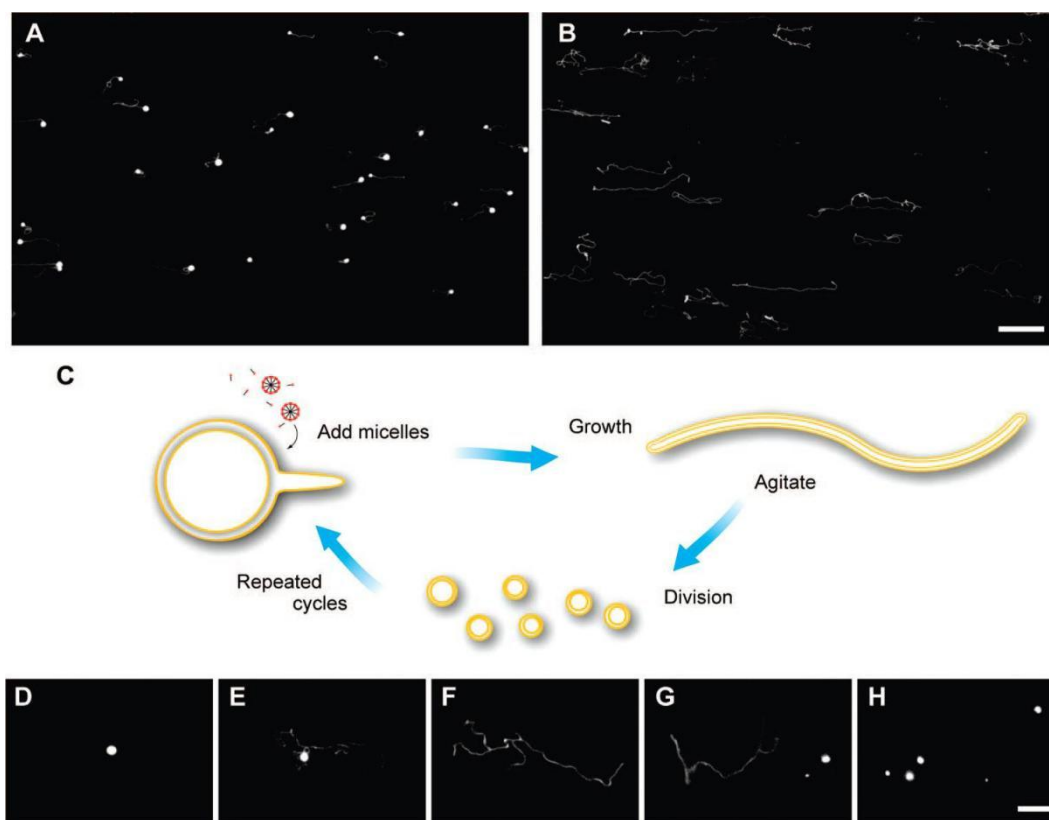 A
B
C
Add micelles
Growth
Agitate
Division
Repeated
cycles
D
E
F
G
H